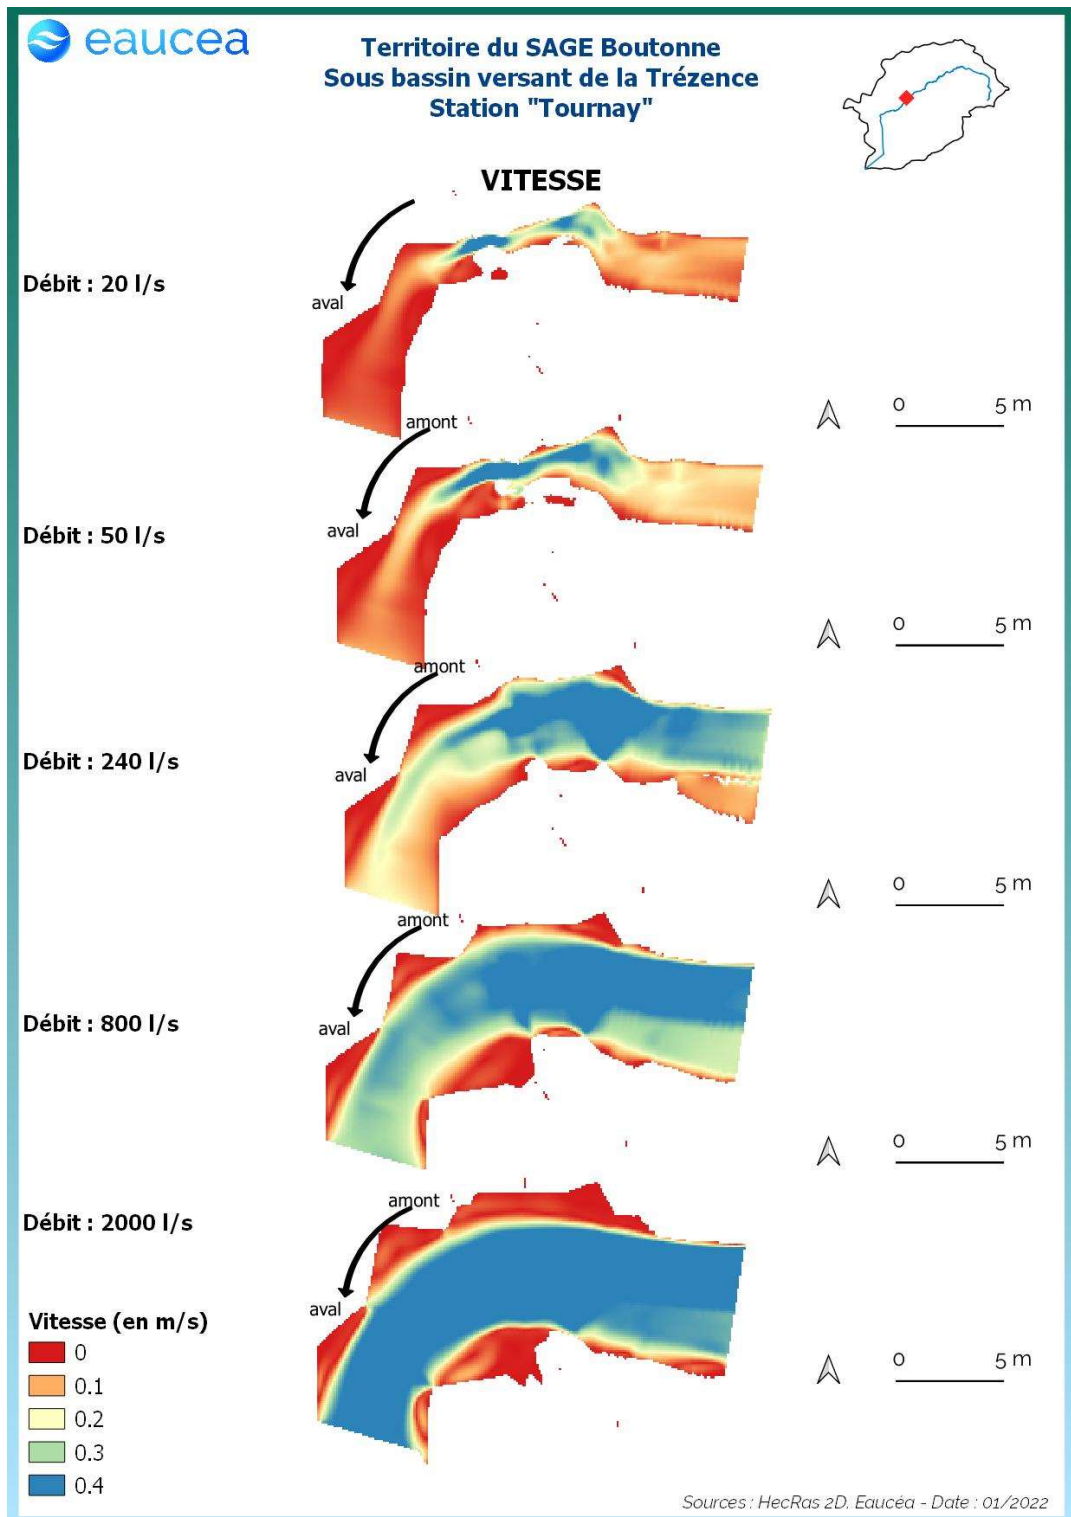 eaucea
Territoire du SAGE Boutonne
Sous bassin versant de la Trézence
Station "Tournay"
VITESSE
Débit : 20 l/s
aval
0 5 m
amont
Débit : 50 l/s
aval
0 5 m
amont
Débit : 240 l/s
aval
0 5 m
amont
Débit : 800 l/s
aval
0 5 m
amont
Débit : 2000 l/s
aval
0 5 m
Vitesse (en m/s)
0
0.1
0.2
0.3
0.4
Sources : HecRas 2D. Eaucéa - Date : 01/2022